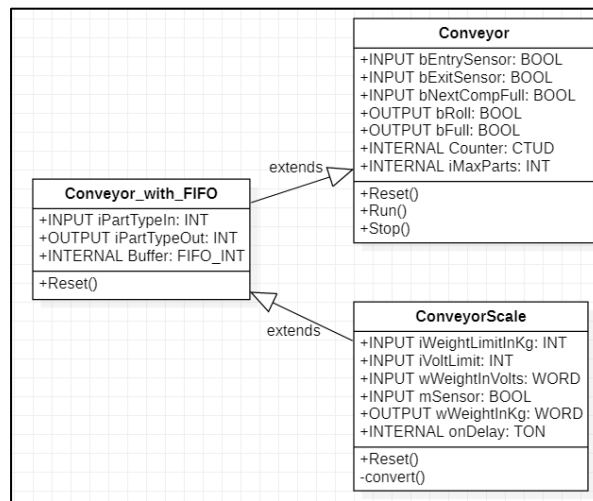 Conveyor
+INPUT bEntrySensor: BOOL
+INPUT bExitSensor: BOOL
+INPUT bNextCompFull: BOOL
+OUTPUT bRoll: BOOL
+OUTPUT bFull: BOOL
+INTERNAL Counter: CTUD
+INTERNAL iMaxParts: INT
+Reset()
+Run()
+Stop()
extends
Conveyor_with_FIFO
+INPUT iPartTypeIn: INT
+OUTPUT iPartTypeOut: INT
+INTERNAL Buffer: FIFO_INT
+Reset()
extends
ConveyorScale
+INPUT iWeightLimitInKg: INT
+INPUT iVoltLimit: INT
+INPUT wWeightInVolts: WORD
+INPUT mSensor: BOOL
+OUTPUT wWeightInKg: WORD
+INTERNAL onDelay: TON
+Reset()
-convert()